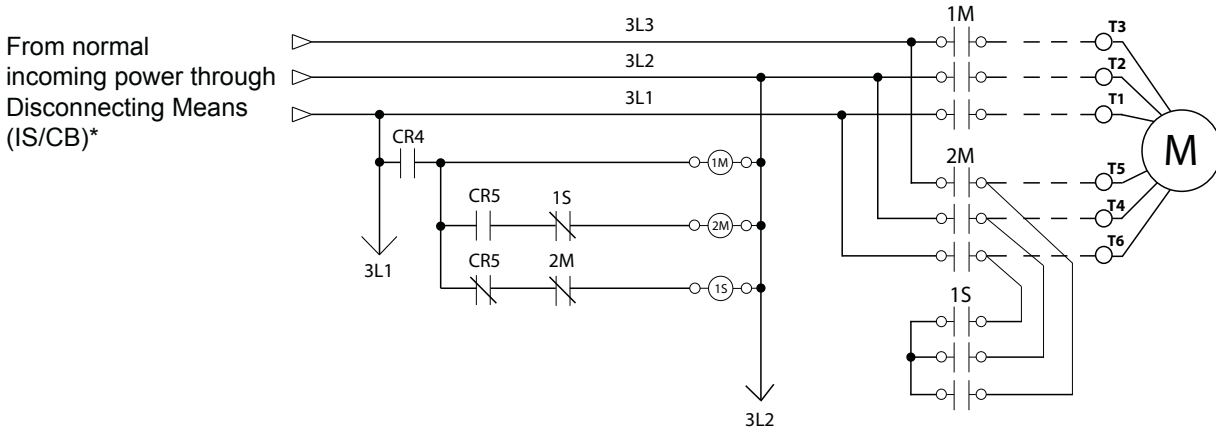 From normal
incoming power through
Disconnecting Means
(IS/CB)*
3L3
3L2
3L1
1M
T3
T2
T1
M
CR4
1M
2M
T5
T4
T6
CR5
1S
2M
3L1
CR5
2M
1S
1S
3L2